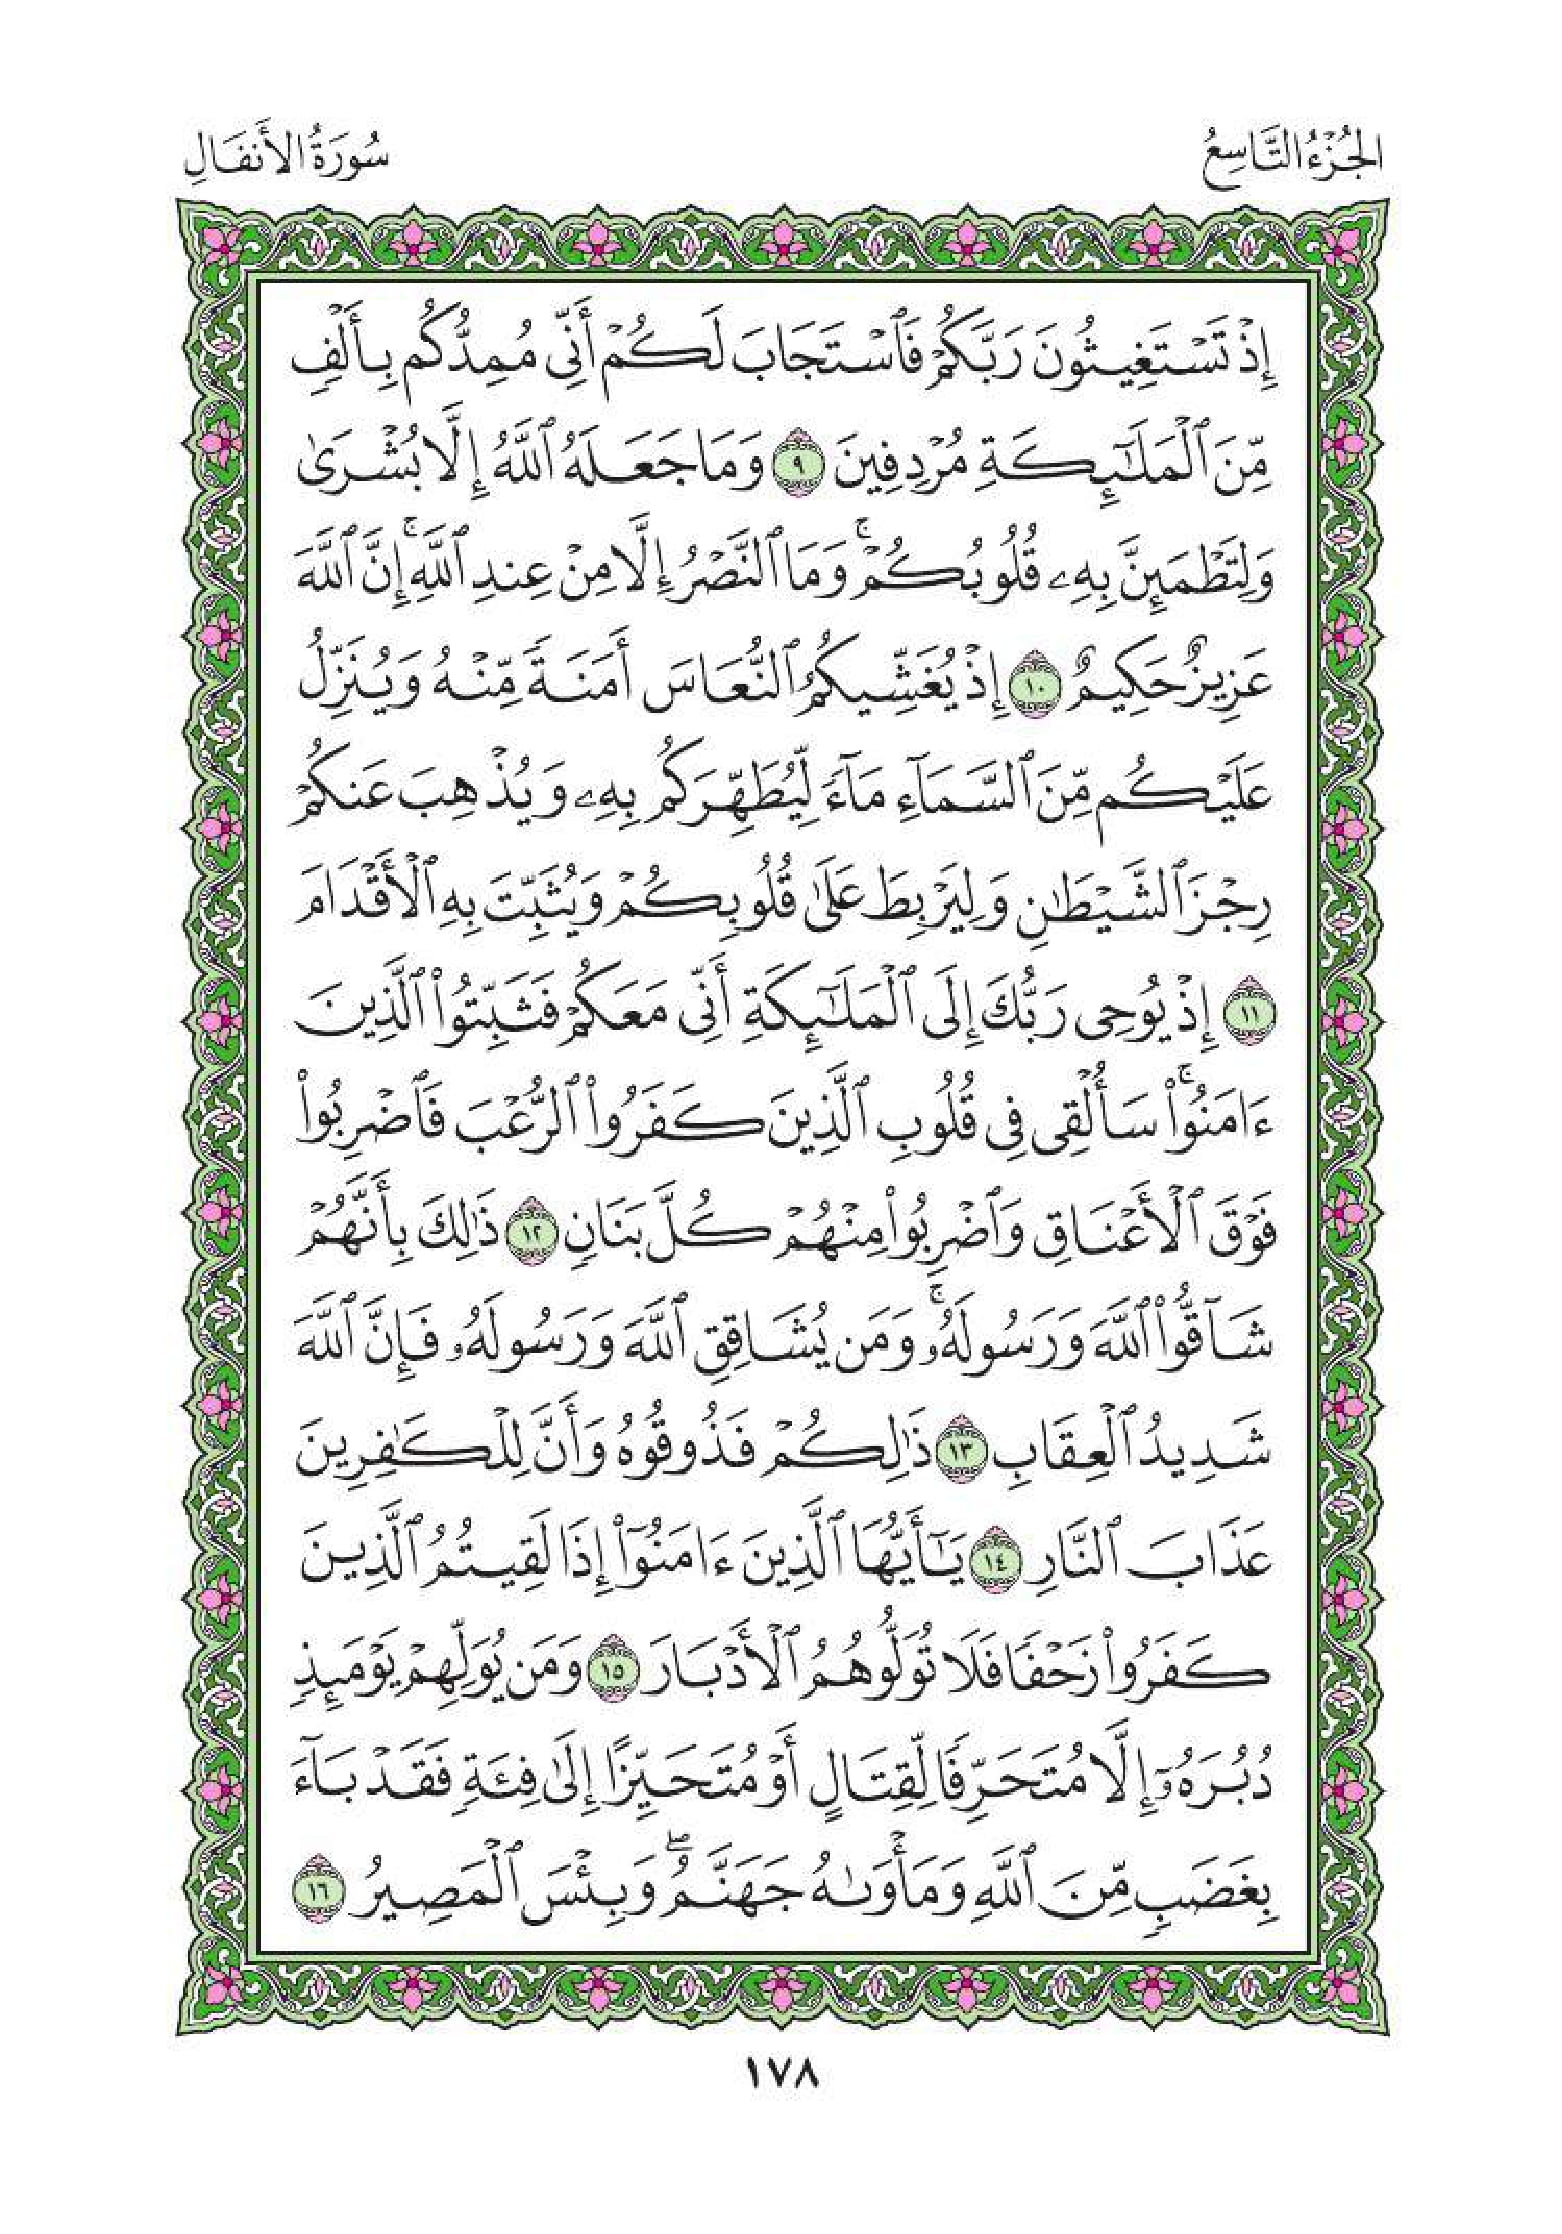 الجُزْءُ التَّاسِعُ
سُورَةُ الأَنفَالِ
إِذْ تَسْتَغِيثُونَ رَبَّكُمْ فَٱسْتَجَابَ لَكُمْ أَنِّى مُمِدُّكُم بِأَلْفٍ
مِّنَ ٱلْمَلَٰٓئِكَةِ مُرْدِفِينَ ٩ وَمَا جَعَلَهُ ٱللَّهُ إِلَّا بُشْرَىٰ
وَلِتَطْمَئِنَّ بِهِۦ قُلُوبُكُمْ ۚ وَمَا ٱلنَّصْرُ إِلَّا مِنْ عِندِ ٱللَّهِ ۚ إِنَّ ٱللَّهَ
عَزِيزٌ حَكِيمٌ ١٠ إِذْ يُغَشِّيكُمُ ٱلنُّعَاسَ أَمَنَةً مِّنْهُ وَيُنَزِّلُ
عَلَيْكُم مِّنَ ٱلسَّمَآءِ مَآءً لِّيُطَهِّرَكُم بِهِۦ وَيُذْهِبَ عَنكُمْ
رِجْزَ ٱلشَّيْطَٰنِ وَلِيَرْبِطَ عَلَىٰ قُلُوبِكُمْ وَيُثَبِّتَ بِهِ ٱلْأَقْدَامَ
١١ إِذْ يُوحِى رَبُّكَ إِلَى ٱلْمَلَٰٓئِكَةِ أَنِّى مَعَكُمْ فَثَبِّتُوا۟ ٱلَّذِينَ
ءَامَنُوا۟ ۚ سَأُلْقِى فِى قُلُوبِ ٱلَّذِينَ كَفَرُوا۟ ٱلرُّعْبَ فَٱضْرِبُوا۟
فَوْقَ ٱلْأَعْنَاقِ وَٱضْرِبُوا۟ مِنْهُمْ كُلَّ بَنَانٍ ١٢ ذَٰلِكَ بِأَنَّهُمْ
شَآقُّوا۟ ٱللَّهَ وَرَسُولَهُۥ ۚ وَمَن يُشَاقِقِ ٱللَّهَ وَرَسُولَهُۥ فَإِنَّ ٱللَّهَ
شَدِيدُ ٱلْعِقَابِ ١٣ ذَٰلِكُمْ فَذُوقُوهُ وَأَنَّ لِلْكَٰفِرِينَ
عَذَابَ ٱلنَّارِ ١٤ يَٰٓأَيُّهَا ٱلَّذِينَ ءَامَنُوٓا۟ إِذَا لَقِيتُمُ ٱلَّذِينَ
كَفَرُوا۟ زَحْفًا فَلَا تُوَلُّوهُمُ ٱلْأَدْبَارَ ١٥ وَمَن يُوَلِّهِمْ يَوْمَئِذٍ
دُبُرَهُۥٓ إِلَّا مُتَحَرِّفًا لِّقِتَالٍ أَوْ مُتَحَيِّزًا إِلَىٰ فِئَةٍ فَقَدْ بَآءَ
بِغَضَبٍ مِّنَ ٱللَّهِ وَمَأْوَىٰهُ جَهَنَّمُ ۖ وَبِئْسَ ٱلْمَصِيرُ ١٦
١٧٨